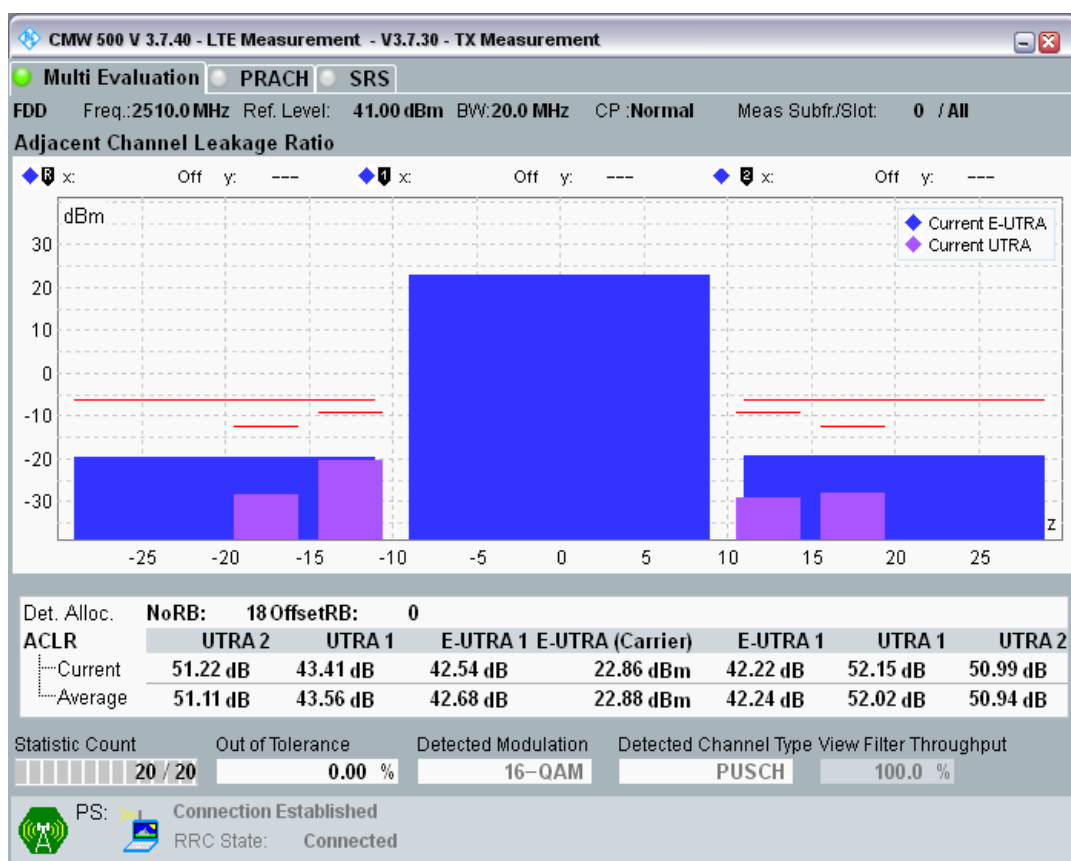 CMW 500 V 3.7.40 - LTE Measurement - V3.7.30 - TX Measurement
Multi Evaluation PRACH SRS
FDD Freq.:2510.0 MHz Ref. Level: 41.00 dBm BW:20.0 MHz CP :Normal Meas Subfr./Slot: 0 / All
Adjacent Channel Leakage Ratio
R x: Off y: --- 1 x: Off y: --- 2 x: Off y: ---
dBm
Current E-UTRA
Current UTRA
30
20
10
0
-10
-20
-30
z
-25 -20 -15 -10 -5 0 5 10 15 20 25
Det. Alloc. NoRB: 18 OffsetRB: 0
ACLR UTRA 2 UTRA 1 E-UTRA 1 E-UTRA (Carrier) E-UTRA 1 UTRA 1 UTRA 2
Current 51.22 dB 43.41 dB 42.54 dB 22.86 dBm 42.22 dB 52.15 dB 50.99 dB
Average 51.11 dB 43.56 dB 42.68 dB 22.88 dBm 42.24 dB 52.02 dB 50.94 dB
Statistic Count Out of Tolerance Detected Modulation Detected Channel Type View Filter Throughput
20 / 20 0.00 % 16-QAM PUSCH 100.0 %
PS: Connection Established
RRC State: Connected